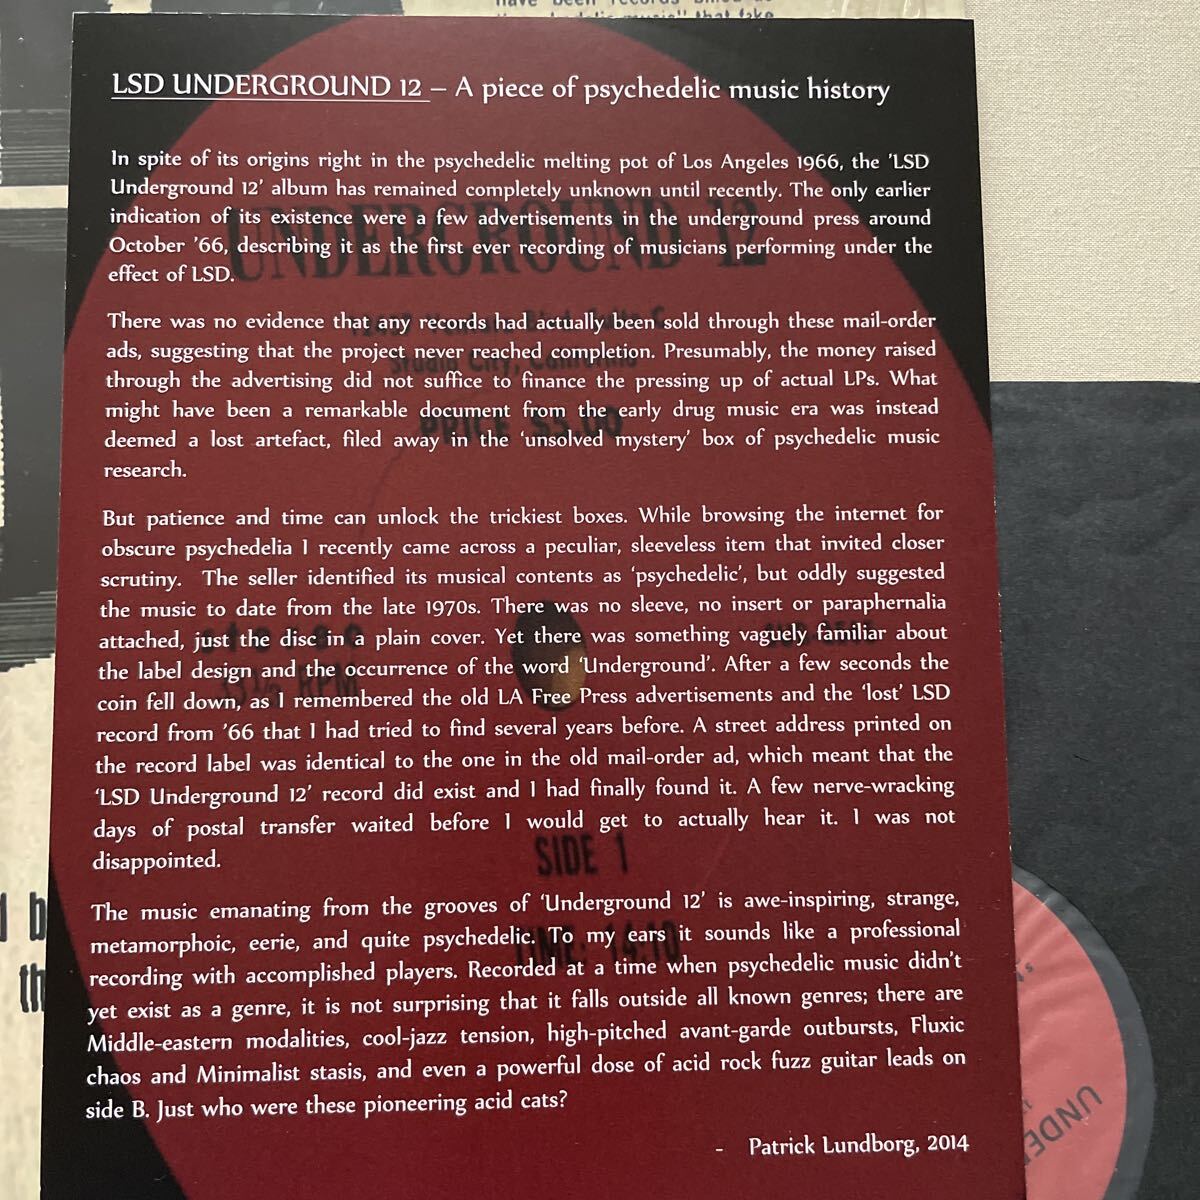 have been records
LSD UNDERGROUND 12 – A piece of psychedelic music history
In spite of its origins right in the psychedelic melting pot of Los Angeles 1966, the 'LSD
Underground 12' album has remained completely unknown until recently. The only earlier
indication of its existence were a few advertisements in the underground press around
October '66, describing it as the first ever recording of musicians performing under the
effect of LSD.
There was no evidence that any records had actually been sold through these mail-order
ads, suggesting that the project never reached completion. Presumably, the money raised
through the advertising did not suffice to finance the pressing up of actual LPs. What
might have been a remarkable document from the early drug music era was instead
deemed a lost artefact, filed away in the 'unsolved mystery' box of psychedelic music
research.
But patience and time can unlock the trickiest boxes. While browsing the internet for
obscure psychedelia I recently came across a peculiar, sleeveless item that invited closer
scrutiny. The seller identified its musical contents as 'psychedelic', but oddly suggested
the music to date from the late 1970s. There was no sleeve, no insert or paraphernalia
attached, just the disc in a plain cover. Yet there was something vaguely familiar about
the label design and the occurrence of the word 'Underground'. After a few seconds the
coin fell down, as I remembered the old LA Free Press advertisements and the 'lost' LSD
record from '66 that I had tried to find several years before. A street address printed on
the record label was identical to the one in the old mail-order ad, which meant that the
'LSD Underground 12' record did exist and I had finally found it. A few nerve-wracking
days of postal transfer waited before I would get to actually hear it. I was not
disappointed.
The music emanating from the grooves of 'Underground 12' is awe-inspiring, strange,
metamorphoic, eerie, and quite psychedelic. To my ears it sounds like a professional
recording with accomplished players. Recorded at a time when psychedelic music didn't
yet exist as a genre, it is not surprising that it falls outside all known genres; there are
Middle-eastern modalities, cool-jazz tension, high-pitched avant-garde outbursts, Fluxic
chaos and Minimalist stasis, and even a powerful dose of acid rock fuzz guitar leads on
side B. Just who were these pioneering acid cats?
- Patrick Lundborg, 2014
UNDERGROUND 12
Studio City, California
PRICE $5.00
33⅓ RPM
SIDE 1
TIME: 14:10